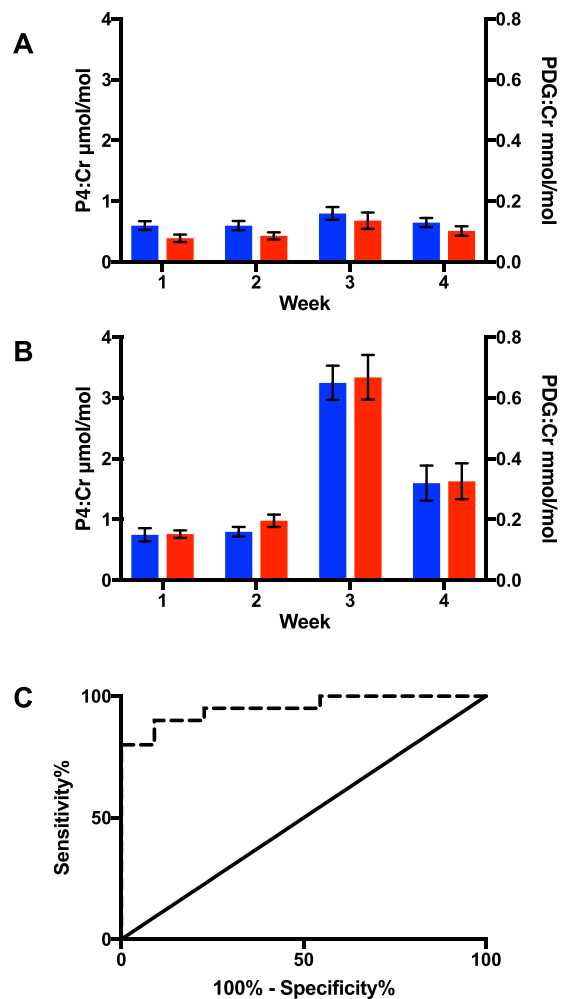 A
4
3
2
1
0
P4:Cr µmol/mol
0.8
0.6
0.4
0.2
0.0
PDG:Cr mmol/mol
1 2 3 4
Week
B
4
3
2
1
0
P4:Cr µmol/mol
0.8
0.6
0.4
0.2
0.0
PDG:Cr mmol/mol
1 2 3 4
Week
C
100
50
0
Sensitivity%
0 50 100
100% - Specificity%